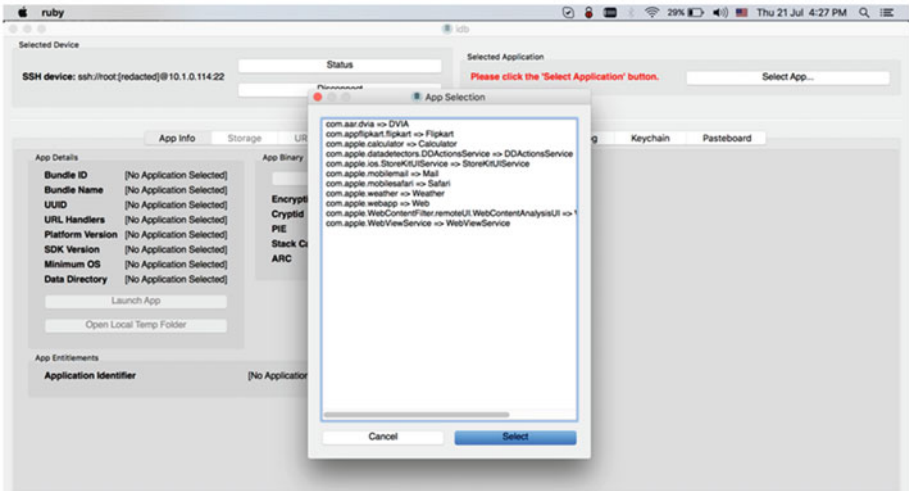 ruby
29%
Thu 21 Jul 4:27 PM
idb
Selected Device
SSH device: ssh://root:[redacted]@10.1.0.114:22
Status
Disconnect
Selected Application
Please click the 'Select Application' button.
Select App...
App Selection
App Info
Storage
UR
g
Keychain
Pasteboard
App Details
Bundle ID [No Application Selected]
Bundle Name [No Application Selected]
UUID [No Application Selected]
URL Handlers [No Application Selected]
Platform Version [No Application Selected]
SDK Version [No Application Selected]
Minimum OS [No Application Selected]
Data Directory [No Application Selected]
Launch App
Open Local Temp Folder
App Binary
Encrypti
Cryptid
PIE
Stack Ca
ARC
com.aar.dvia => DVIA
com.appflipkart.flipkart => Flipkart
com.apple.calculator => Calculator
com.apple.datadetectors.DDActionsService => DDActionsService
com.apple.ios.StoreKitUIService => StoreKitUIService
com.apple.mobilemail => Mail
com.apple.mobilesafari => Safari
com.apple.weather => Weather
com.apple.webapp => Web
com.apple.WebContentFilter.remoteUI.WebContentAnalysisUI =>
com.apple.WebViewService => WebViewService
App Entitlements
Application Identifier [No Application
Cancel
Select